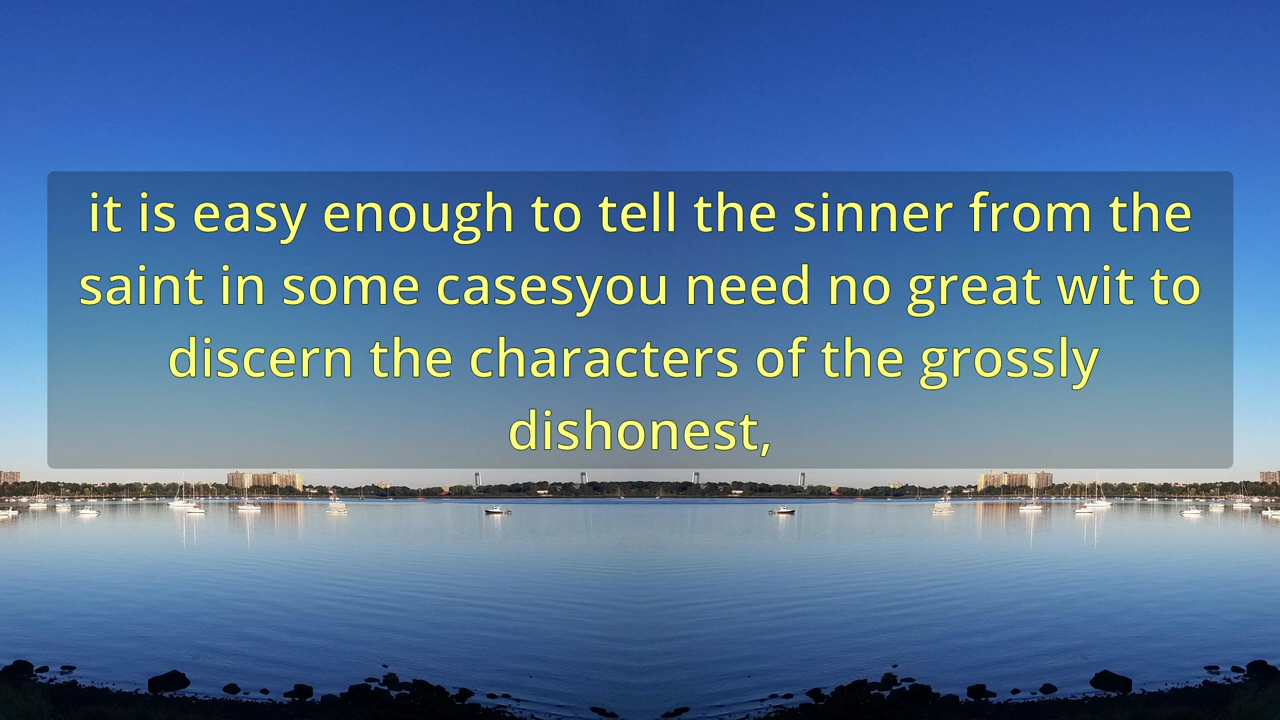 it is easy enough to tell the sinner from the
saint in some casesyou need no great wit to
discern the characters of the grossly
dishonest,